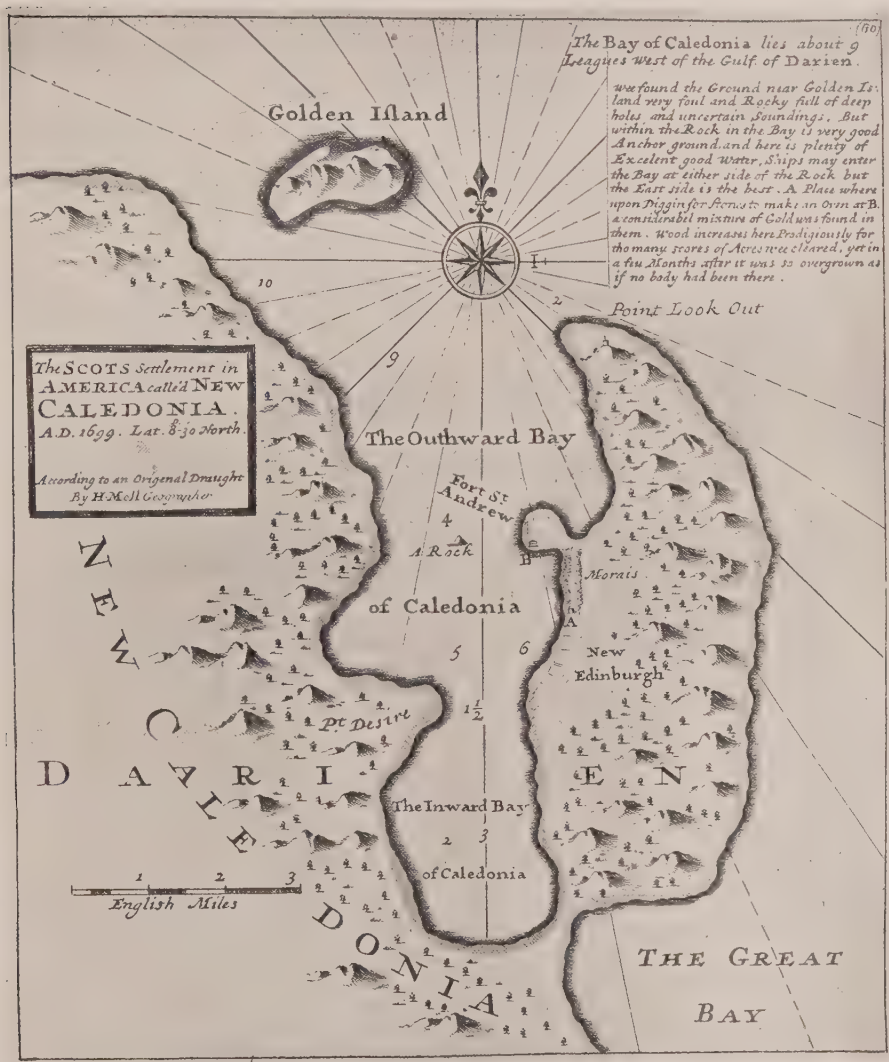 (60)
The Bay of Caledonia lies about 9
Leagues West of the Gulf of Darien.
wee found the Ground near Golden Is:
land very foul and Rocky full of deep
holes and uncertain Soundings, But
within the Rock in the Bay is very good
Anchor ground, and here is plenty of
Excelent good Water, Ships may enter
the Bay at either side of the Rock but
the East side is the best. A Place where
upon Diggin for Stones to make an Oven at B.
a considerabel mixture of Gold was found in
them. Wood increases here Prodigiously for
tho many scores of Acres wee cleared, yet in
a few Months after it was so overgrown as
if no body had been there.
Golden Iſland
10
2
Point Look Out
9
The SCOTS Settlement in
AMERICA called NEW
CALEDONIA.
A.D. 1699. Lat. 8-30 North.
According to an Origenal Draught
By H. Moll Geographer
The Outhward Bay
Fort St
Andrew
4
A Rock
B
Morais
A
of Caledonia
5
6
New
Edinburgh
1 1/2
Pt Desire
NEW CALEDONIA
DARIEN
The Inward Bay
2
3
of Caledonia
1 2 3
English Miles
THE GREAT
BAY